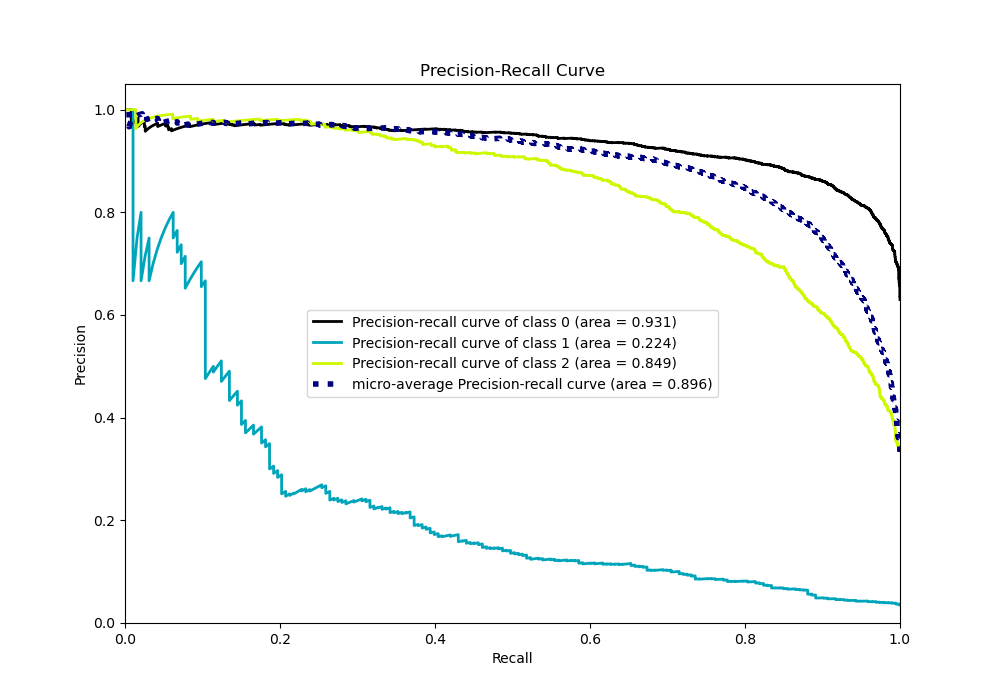 Precision-Recall Curve
Precision
1.0
0.8
0.6
0.4
0.2
0.0
Precision-recall curve of class 0 (area = 0.931)
Precision-recall curve of class 1 (area = 0.224)
Precision-recall curve of class 2 (area = 0.849)
micro-average Precision-recall curve (area = 0.896)
0.0 0.2 0.4 0.6 0.8 1.0
Recall